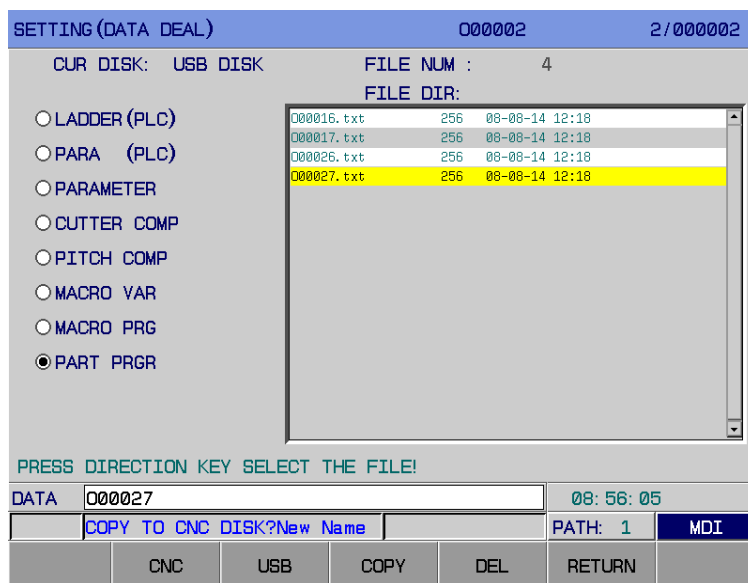 SETTING(DATA DEAL) O00002 2/000002
CUR DISK: USB DISK FILE NUM : 4
FILE DIR:
LADDER(PLC)
PARA (PLC)
PARAMETER
CUTTER COMP
PITCH COMP
MACRO VAR
MACRO PRG
PART PRGR
O00016.txt 256 08-08-14 12:18
O00017.txt 256 08-08-14 12:18
O00026.txt 256 08-08-14 12:18
O00027.txt 256 08-08-14 12:18
PRESS DIRECTION KEY SELECT THE FILE!
DATA O00027 08:56:05
COPY TO CNC DISK?New Name PATH: 1 MDI
CNC USB COPY DEL RETURN